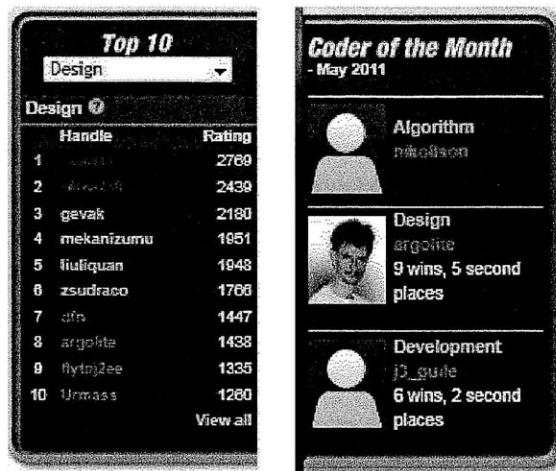 Top 10
Design
Design ?
Handle Rating
1 2769
2 2439
3 gevak 2180
4 mekanizumu 1951
5 liuliquan 1948
6 zsudraco 1766
7 1447
8 argolite 1438
9 flytoj2ee 1335
10 Urmass 1260
View all
Coder of the Month
- May 2011
Algorithm
Design
argolite
9 wins, 5 second
places
Development
j3_guile
6 wins, 2 second
places